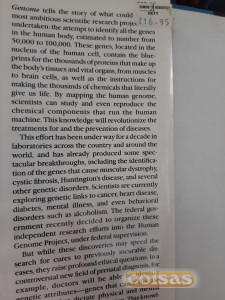 Genome tells the story of what could
most ambitious scientific research proj
undertaken: the attempt to identify all the genes
in the human body, estimated to number from
50,000 to 100,000. These genes, located in the
nucleus of the human cell, contain the blue-
prints for the thousands of proteins that make up
the body's tissues and vital organs, from muscles
to brain cells, as well as the instructions for
making the thousands of chemicals that literally
give us life. By mapping the human genome,
scientists can study and even reproduce the
chemical components that run the human
machine. This knowledge will revolutionize the
treatments for and the prevention of diseases.
This effort has been under way for a decade in
laboratories across the country and around the
world, and has already produced some spec-
tacular breakthroughs, including the identifica-
tion of the genes that cause muscular dystrophy,
cystic fibrosis, Huntington's disease, and several
other genetic disorders. Scientists are currently
exploring genetic links to cancer, heart disease,
diabetes, mental illness, and even behavioral
disorders such as alcoholism. The federal gov-
ernment recently decided to organize these
independent research efforts into the Human
Genome Project, under federal supervision.
But while these discoveries may speed the
search for cures to previously incurable dis-
eases, they raise profound ethical questions to a
controversial new field of prenatal
example, doctors will be able
genetic attributes—genes that
dictate physical and
£16-95
coisas